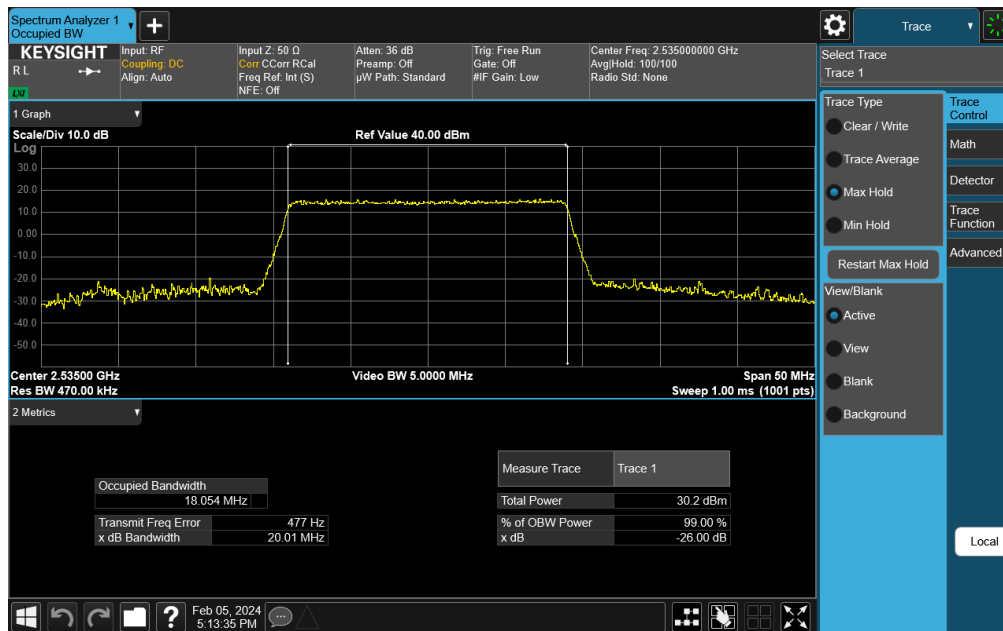 Spectrum Analyzer 1
Occupied BW
Trace
KEYSIGHT
R L
LXI
Input: RF
Coupling: DC
Align: Auto
Input Z: 50 Ω
Corr CCorr RCal
Freq Ref: Int (S)
NFE: Off
Atten: 36 dB
Preamp: Off
µW Path: Standard
Trig: Free Run
Gate: Off
#IF Gain: Low
Center Freq: 2.535000000 GHz
Avg|Hold: 100/100
Radio Std: None
1 Graph
Scale/Div 10.0 dB
Ref Value 40.00 dBm
Log
30.0
20.0
10.0
0.00
-10.0
-20.0
-30.0
-40.0
-50.0
Center 2.53500 GHz
Video BW 5.0000 MHz
Span 50 MHz
Res BW 470.00 kHz
Sweep 1.00 ms (1001 pts)
2 Metrics
Measure Trace Trace 1
Occupied Bandwidth
18.054 MHz
Total Power 30.2 dBm
Transmit Freq Error 477 Hz
% of OBW Power 99.00 %
x dB Bandwidth 20.01 MHz
x dB -26.00 dB
Feb 05, 2024
5:13:35 PM
Select Trace
Trace 1
Trace Type
Clear / Write
Trace Average
Max Hold
Min Hold
Restart Max Hold
View/Blank
Active
View
Blank
Background
Trace
Control
Math
Detector
Trace
Function
Advanced
Local